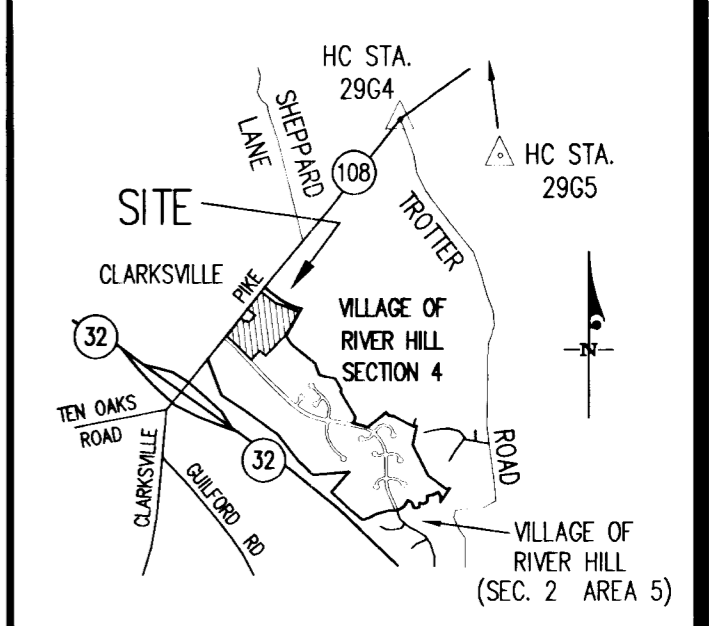 HC STA.
29G4
SHEPPARD
LANE
108
HC STA.
29G5
TROTTER
SITE
CLARKSVILLE
PIKE
VILLAGE OF
RIVER HILL
SECTION 4
32
N
TEN OAKS
ROAD
32
ROAD
CLARKSVILLE
GUILFORD RD
VILLAGE OF
RIVER HILL
(SEC. 2 AREA 5)